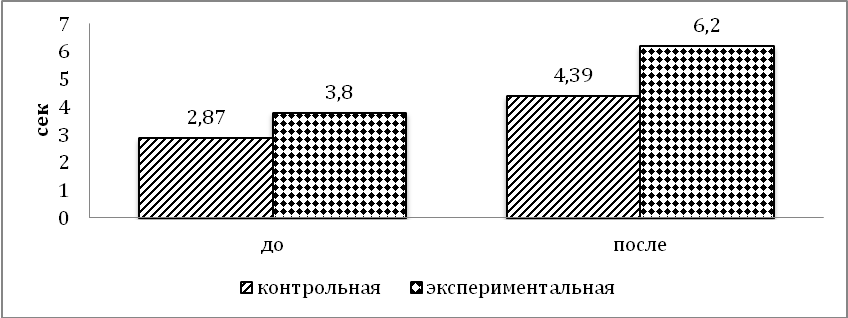 7
6
5
4
3
2
1
0
сек
2,87
3,8
4,39
6,2
до
после
контрольная
экспериментальная